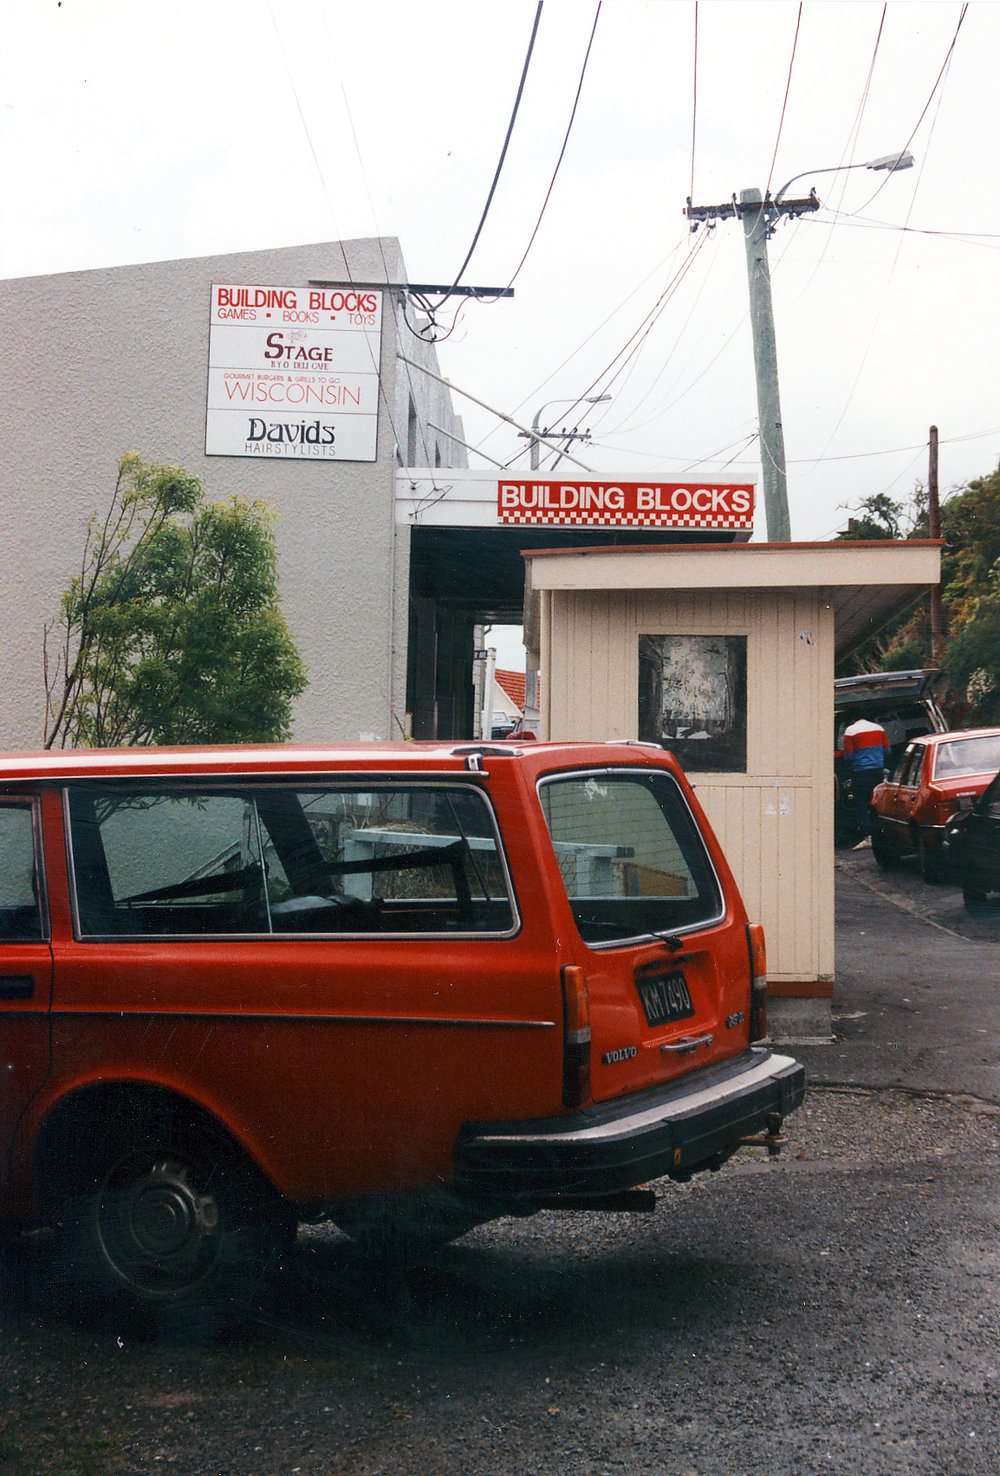 BUILDING BLOCKS
GAMES • BOOKS • TOYS
STAGE
B Y O DELI CAFE
GOURMET BURGERS & GRILLS TO GO
WISCONSIN
Davids
HAIRSTYLISTS
BUILDING BLOCKS
KM7490
VOLVO